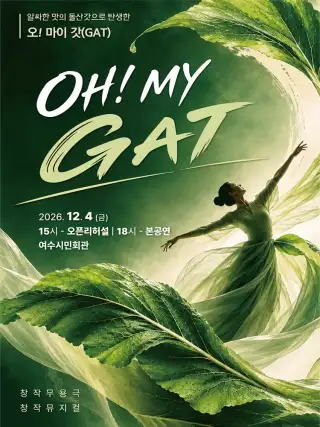 알싸한 맛의 돌산갓으로 탄생한
오! 마이 갓(GAT)
OH! MY
GAT
2026. 12. 4 (금)
15시 - 오픈리허설 | 18시 - 본공연
여수시민회관
창작무용극
창작뮤지컬